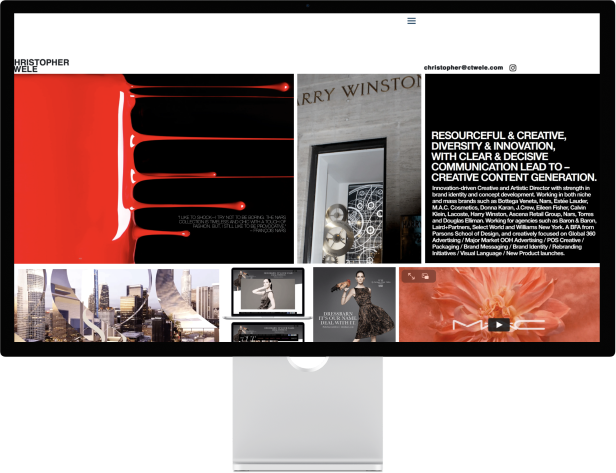 HRISTOPHER
WELE
christopher@ctwele.com
ARRY WINSTON
RESOURCEFUL & CREATIVE,
DIVERSITY & INNOVATION,
WITH CLEAR & DECISIVE
COMMUNICATION LEAD TO –
CREATIVE CONTENT GENERATION.
Innovation-driven Creative and Artistic Director with strength in
brand identity and concept development. Working in both niche
and mass brands such as Bottega Veneta, Nars, Estée Lauder,
M.A.C. Cosmetics, Donna Karan, J.Crew, Eileen Fisher, Calvin
Klein, Lacoste, Harry Winston, Ascena Retail Group, Nars, Torres
and Douglas Elliman. Working for agencies such as Baron & Baron,
Laird+Partners, Select World and Williams New York. A BFA from
Parsons School of Design, and creatively focused on Global 360
Advertising / Major Market OOH Advertising / POS Creative /
Packaging / Brand Messaging / Brand Identity / Rebranding
Initiatives / Visual Language / New Product launches.
"I LIKE TO SHOCK – I TRY NOT TO BE BORING. THE NARS
COLLECTION IS TIMELESS AND CHIC WITH A TOUCH OF
FASHION. BUT, I STILL LIKE TO BE PROVOCATIVE."
– FRANÇOIS NARS
DRESSBARN
IT'S OUR NAME.
DEAL WITH IT.
MAC